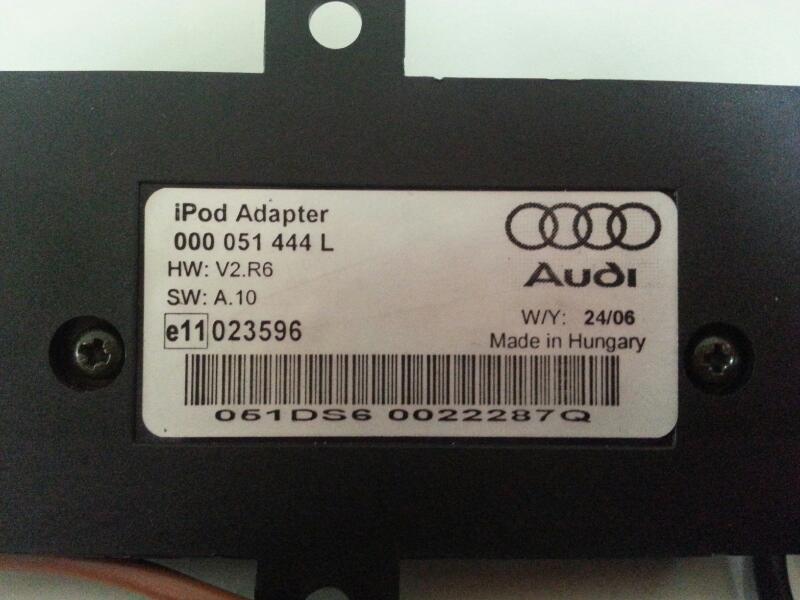 iPod Adapter
000 051 444 L
HW: V2.R6
SW: A.10
e11 023596
Audi
W/Y: 24/06
Made in Hungary
051DS6 0022287Q